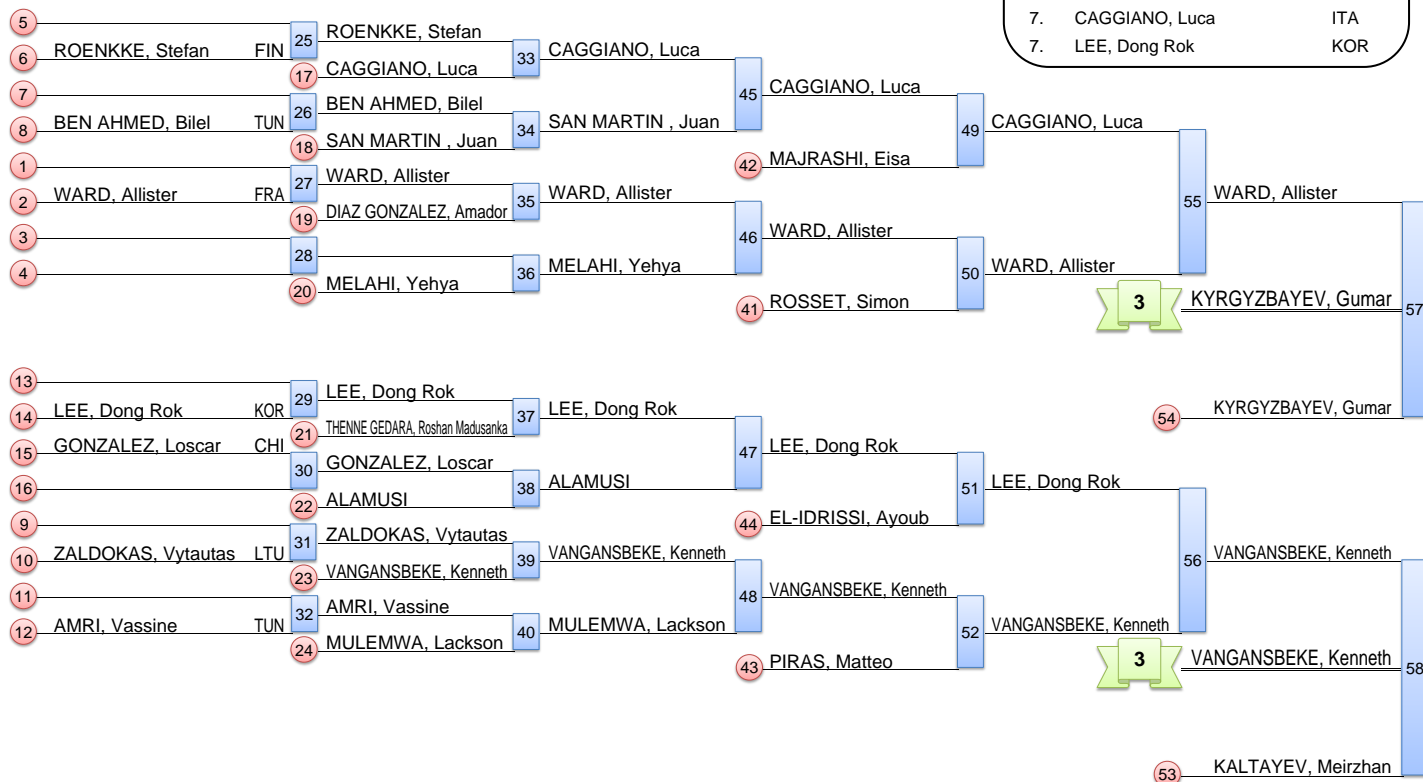 7. CAGGIANO, Luca ITA
7. LEE, Dong Rok KOR
5
6 ROENKKE, Stefan FIN
25 ROENKKE, Stefan
17 CAGGIANO, Luca
33 CAGGIANO, Luca
7
8 BEN AHMED, Bilel TUN
26 BEN AHMED, Bilel
18 SAN MARTIN , Juan
34 SAN MARTIN , Juan
45 CAGGIANO, Luca
42 MAJRASHI, Eisa
49 CAGGIANO, Luca
1
2 WARD, Allister FRA
27 WARD, Allister
19 DIAZ GONZALEZ, Amador
35 WARD, Allister
3
4
28
20 MELAHI, Yehya
36 MELAHI, Yehya
46 WARD, Allister
41 ROSSET, Simon
50 WARD, Allister
55 WARD, Allister
3 KYRGYZBAYEV, Gumar
57
54 KYRGYZBAYEV, Gumar
13
14 LEE, Dong Rok KOR
29 LEE, Dong Rok
21 THENNE GEDARA, Roshan Madusanka
37 LEE, Dong Rok
15 GONZALEZ, Loscar CHI
16
30 GONZALEZ, Loscar
22 ALAMUSI
38 ALAMUSI
47 LEE, Dong Rok
44 EL-IDRISSI, Ayoub
51 LEE, Dong Rok
9
10 ZALDOKAS, Vytautas LTU
31 ZALDOKAS, Vytautas
23 VANGANSBEKE, Kenneth
39 VANGANSBEKE, Kenneth
11
12 AMRI, Vassine TUN
32 AMRI, Vassine
24 MULEMWA, Lackson
40 MULEMWA, Lackson
48 VANGANSBEKE, Kenneth
43 PIRAS, Matteo
52 VANGANSBEKE, Kenneth
56 VANGANSBEKE, Kenneth
3 VANGANSBEKE, Kenneth
58
53 KALTAYEV, Meirzhan